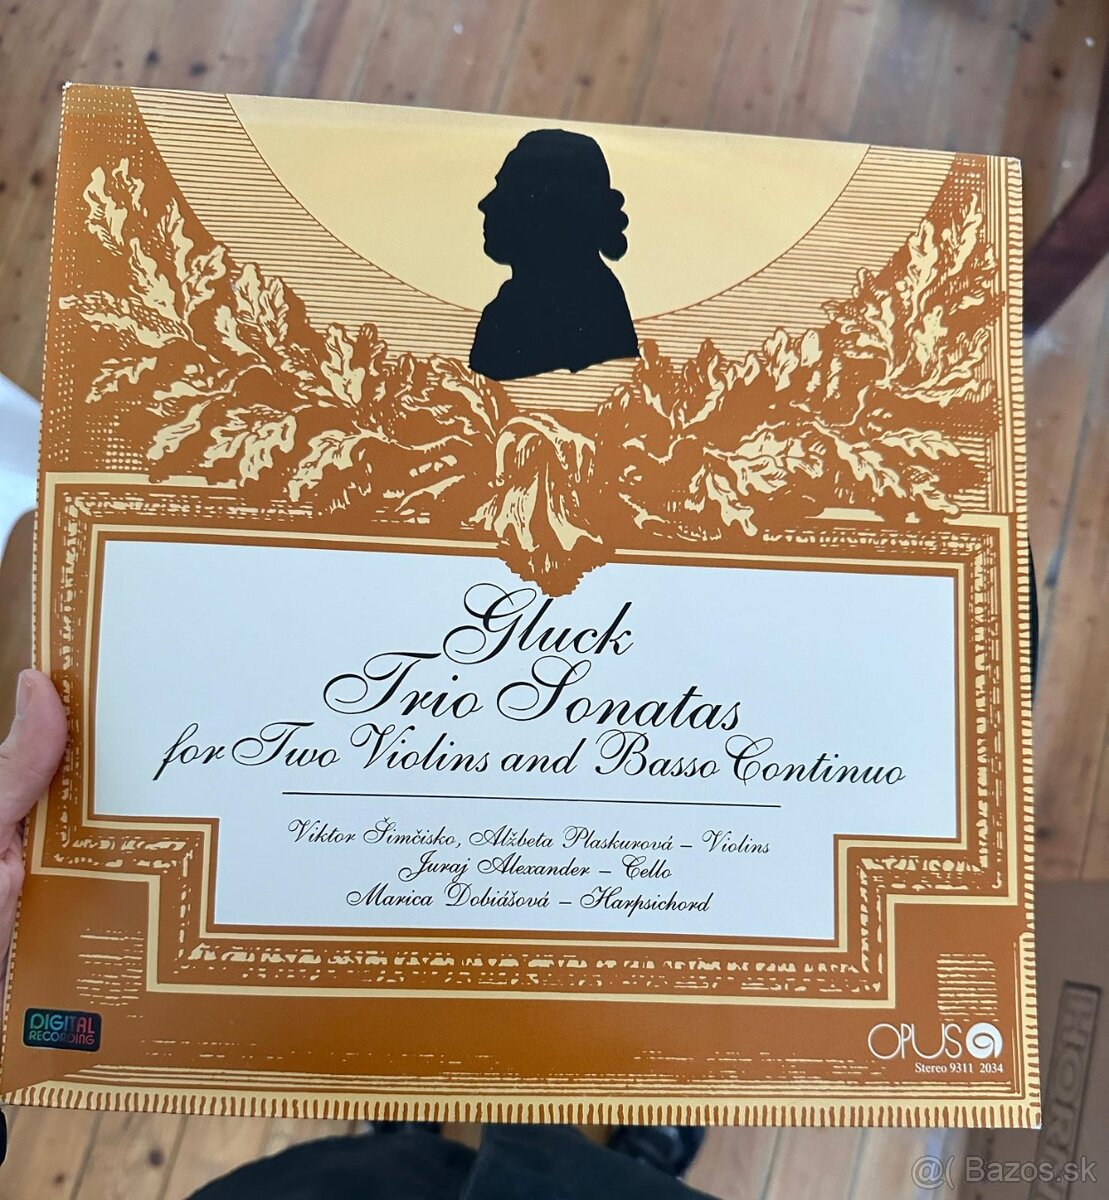 Gluck
Trio Sonatas
for Two Violins and Basso Continuo
Viktor Šimčisko, Alžbeta Plaskurová – Violins
Juraj Alexander – Cello
Marica Dobiášová – Harpsichord
DIGITAL
RECORDING
OPUS
Stereo 9311 2034
@( Bazos.sk